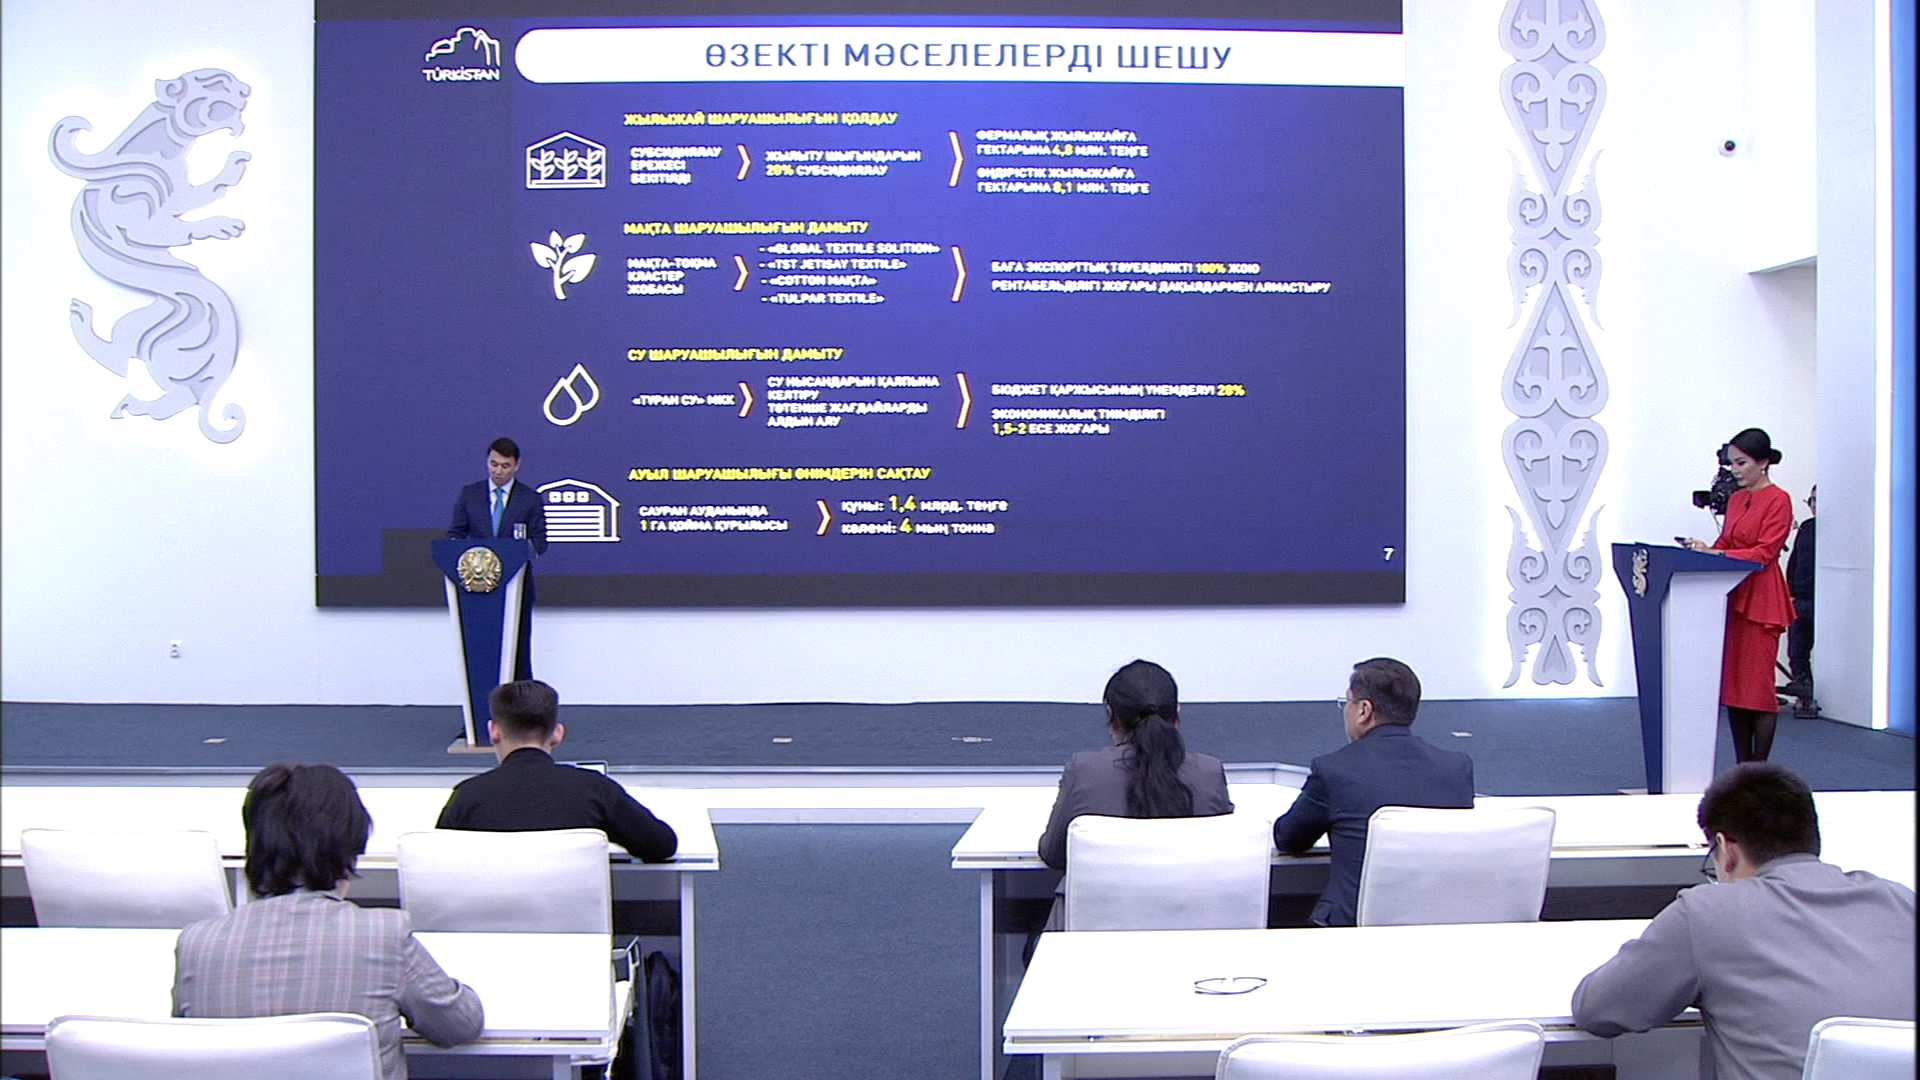 TÜRKİSTAN
ӨЗЕКТІ МӘСЕЛЕЛЕРДІ ШЕШУ
ЖЫЛЫЖАЙ ШАРУАШЫЛЫҒЫН ҚОЛДАУ
СУБСИДИЯЛАУ
ЕРЕЖЕСІ
БЕКІТІЛДІ
ЖЫЛЫТУ ШЫҒЫНДАРЫН
20% СУБСИДИЯЛАУ
ФЕРМАЛЫҚ ЖЫЛЫЖАЙҒА
ГЕКТАРЫНА 4,8 МЛН. ТЕҢГЕ
ӨНДІРІСТІК ЖЫЛЫЖАЙҒА
ГЕКТАРЫНА 8,1 МЛН. ТЕҢГЕ
МАҚТА ШАРУАШЫЛЫҒЫН ДАМЫТУ
МАҚТА-ТОҚМА
КЛАСТЕР
ЖОБАСЫ
- «GLOBAL TEXTILE SOLITION»
- «TST JETISAY TEXTILE»
- «COTTON МАҚТА»
- «TULPAR TEXTILE»
БАҒА ЭКСПОРТТЫҚ ТӘУЕЛДІЛІКТІ 100% ЖОЮ
РЕНТАБЕЛЬДІЛІГІ ЖОҒАРЫ ДАҚЫЛДАРМЕН АЛМАСТЫРУ
СУ ШАРУАШЫЛЫҒЫН ДАМЫТУ
«ТҰРАН СУ» МКК
СУ НЫСАНДАРЫН ҚАЛПЫНА
КЕЛТІРУ
ТӨТЕНШЕ ЖАҒДАЙЛАРДЫ
АЛДЫН АЛУ
БЮДЖЕТ ҚАРЖЫСЫНЫҢ ҮНЕМДЕЛУІ 20%
ЭКОНОМИКАЛЫҚ ТИІМДІЛІГІ
1,5-2 ЕСЕ ЖОҒАРЫ
АУЫЛ ШАРУАШЫЛЫҒЫ ӨНІМДЕРІН САҚТАУ
САУРАН АУДАНЫНДА
1 ГА ҚОЙМА ҚҰРЫЛЫСЫ
құны: 1,4 млрд. теңге
көлемі: 4 мың тонна
7